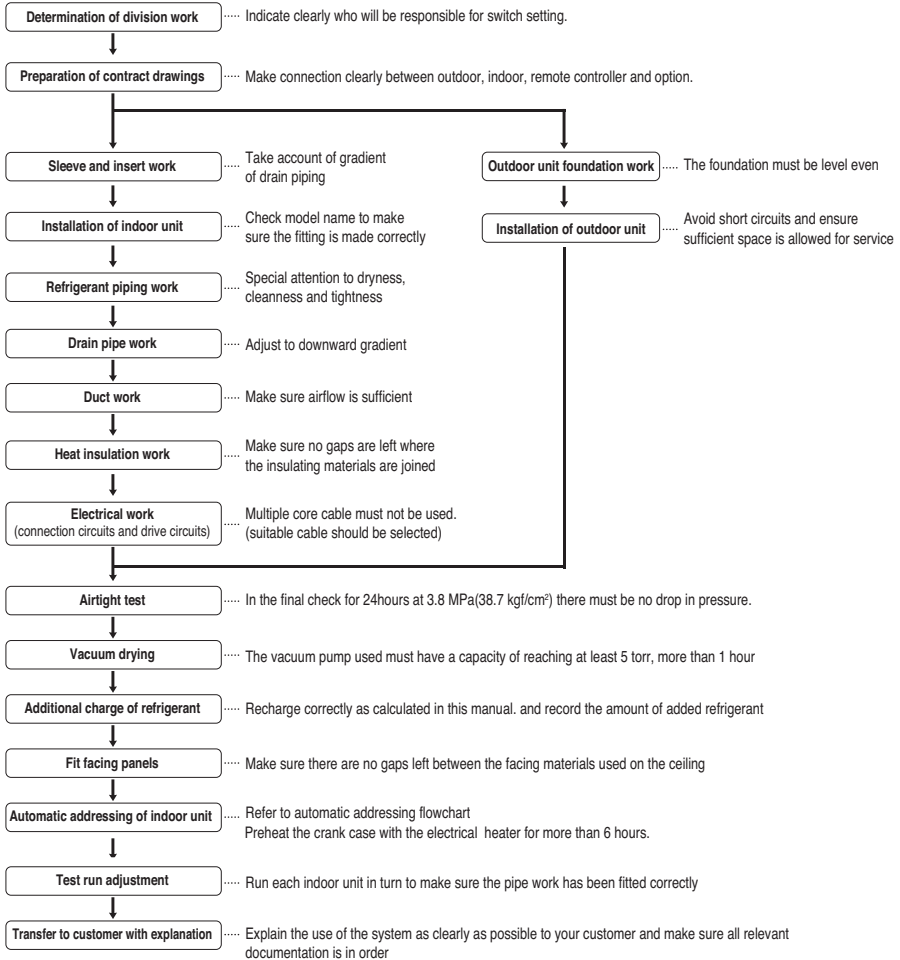 Determination of division work
Indicate clearly who will be responsible for switch setting.
Preparation of contract drawings
Make connection clearly between outdoor, indoor, remote controller and option.
Sleeve and insert work
Take account of gradient
of drain piping
Outdoor unit foundation work
The foundation must be level even
Installation of indoor unit
Check model name to make
sure the fitting is made correctly
Installation of outdoor unit
Avoid short circuits and ensure
sufficient space is allowed for service
Refrigerant piping work
Special attention to dryness,
cleanness and tightness
Drain pipe work
Adjust to downward gradient
Duct work
Make sure airflow is sufficient
Heat insulation work
Make sure no gaps are left where
the insulating materials are joined
Electrical work
(connection circuits and drive circuits)
Multiple core cable must not be used.
(suitable cable should be selected)
Airtight test
In the final check for 24hours at 3.8 MPa(38.7 kgf/cm²) there must be no drop in pressure.
Vacuum drying
The vacuum pump used must have a capacity of reaching at least 5 torr, more than 1 hour
Additional charge of refrigerant
Recharge correctly as calculated in this manual. and record the amount of added refrigerant
Fit facing panels
Make sure there are no gaps left between the facing materials used on the ceiling
Automatic addressing of indoor unit
Refer to automatic addressing flowchart
Preheat the crank case with the electrical heater for more than 6 hours.
Test run adjustment
Run each indoor unit in turn to make sure the pipe work has been fitted correctly
Transfer to customer with explanation
Explain the use of the system as clearly as possible to your customer and make sure all relevant
documentation is in order